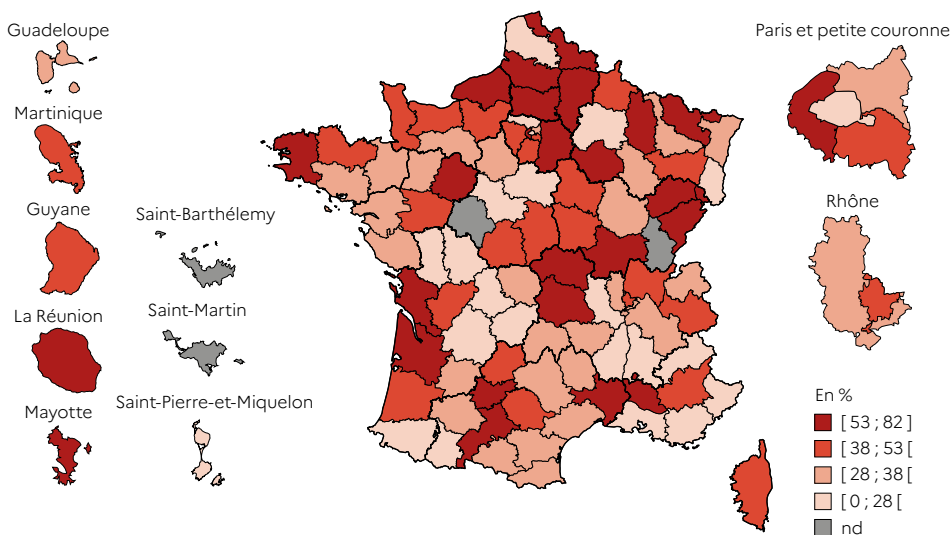 Guadeloupe
Martinique
Guyane
La Réunion
Mayotte
Saint-Barthélemy
Saint-Martin
Saint-Pierre-et-Miquelon
Paris et petite couronne
Rhône
En %
[ 53 ; 82 ]
[ 38 ; 53 [
[ 28 ; 38 [
[ 0 ; 28 [
nd